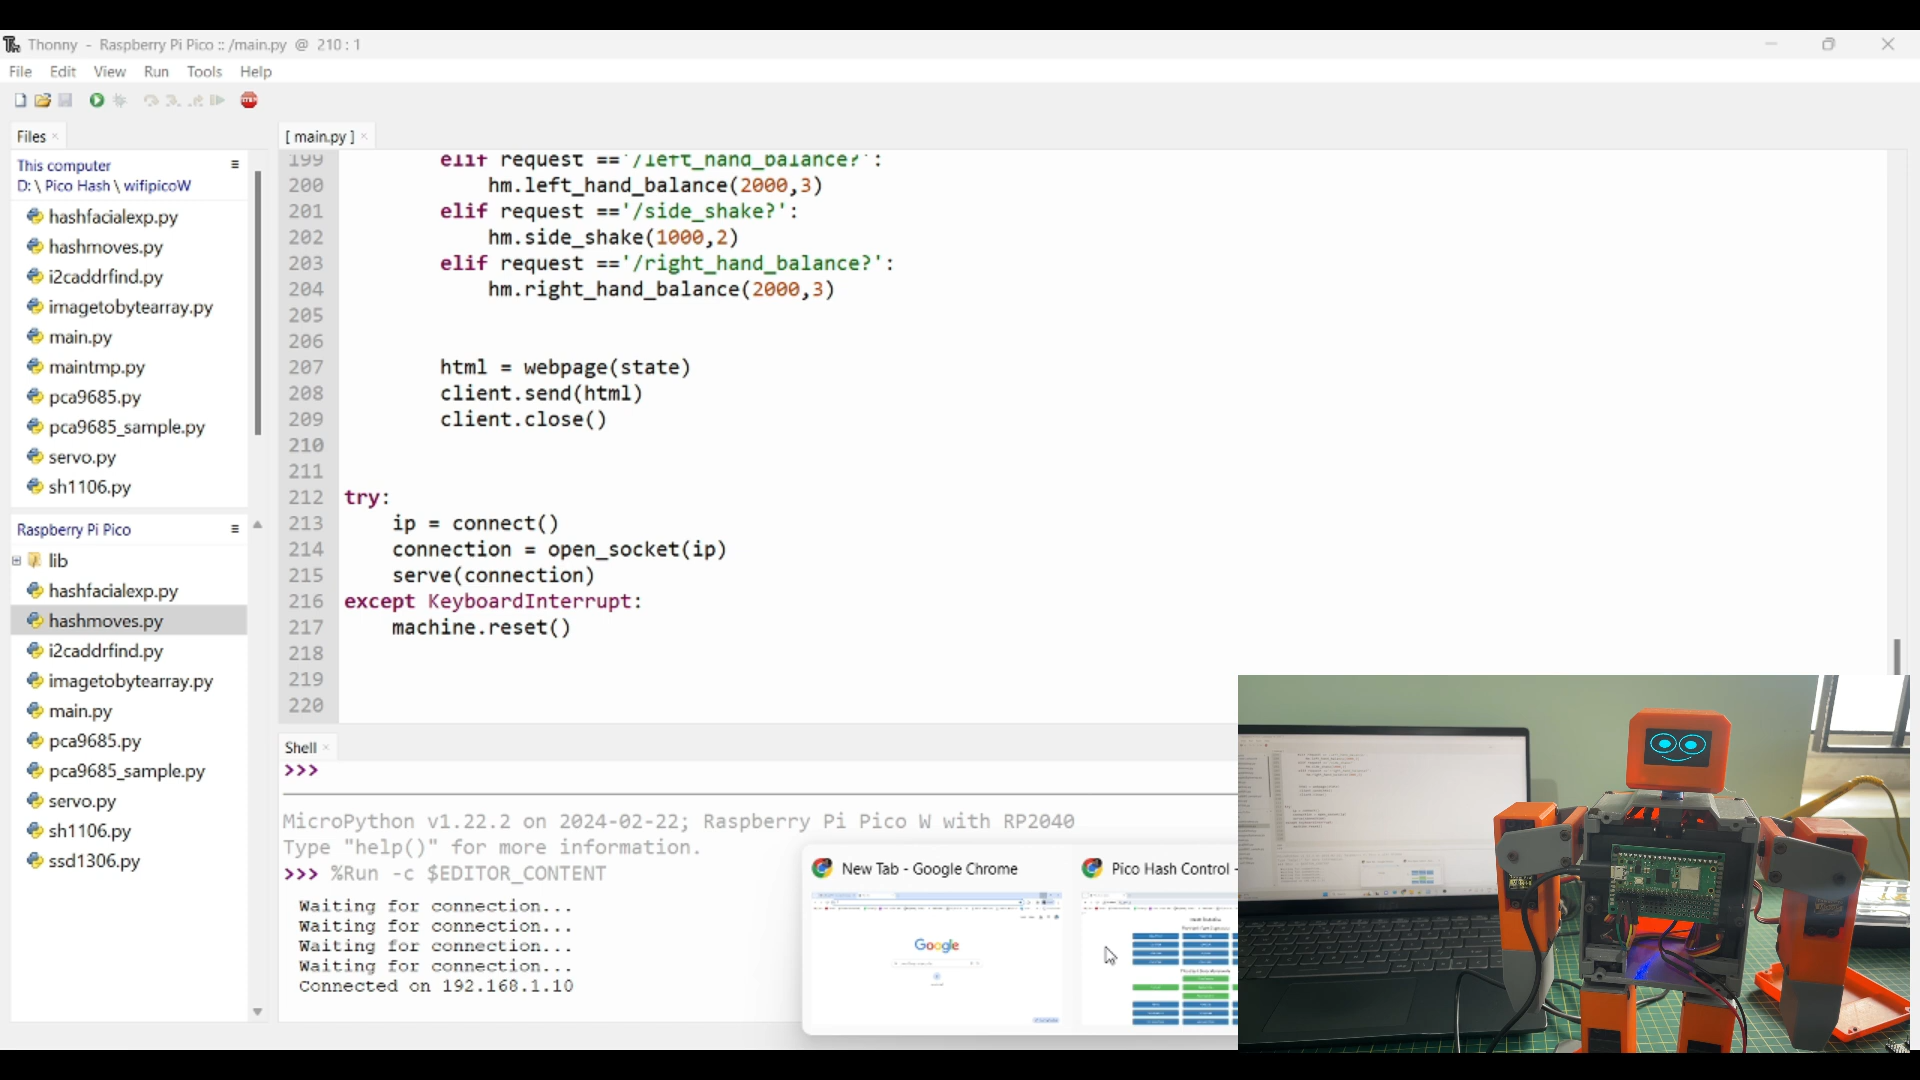 Thonny - Raspberry Pi Pico :: /main.py @ 210 : 1
File Edit View Run Tools Help
Files
[ main.py ]
This computer
D: \ Pico Hash \ wifipicoW
hashfacialexp.py
hashmoves.py
i2caddrfind.py
imagetobytearray.py
main.py
maintmp.py
pca9685.py
pca9685_sample.py
servo.py
sh1106.py
Raspberry Pi Pico
lib
hashfacialexp.py
hashmoves.py
i2caddrfind.py
imagetobytearray.py
main.py
pca9685.py
pca9685_sample.py
servo.py
sh1106.py
ssd1306.py
199 elif request =='/left_hand_balance?':
200 hm.left_hand_balance(2000,3)
201 elif request =='/side_shake?':
202 hm.side_shake(1000,2)
203 elif request =='/right_hand_balance?':
204 hm.right_hand_balance(2000,3)
205
206
207 html = webpage(state)
208 client.send(html)
209 client.close()
210
211
212 try:
213 ip = connect()
214 connection = open_socket(ip)
215 serve(connection)
216 except KeyboardInterrupt:
217 machine.reset()
218
219
220
Shell
>>>
MicroPython v1.22.2 on 2024-02-22; Raspberry Pi Pico W with RP2040
Type "help()" for more information.
>>> %Run -c $EDITOR_CONTENT
Waiting for connection...
Waiting for connection...
Waiting for connection...
Waiting for connection...
Connected on 192.168.1.10
New Tab - Google Chrome
Pico Hash Control -
Google